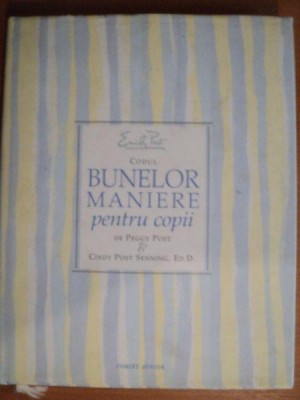 Emily Post
CODUL
BUNELOR
MANIERE
pentru copii
DE PEGGY POST
&
CINDY POST SENNING, ED.D.